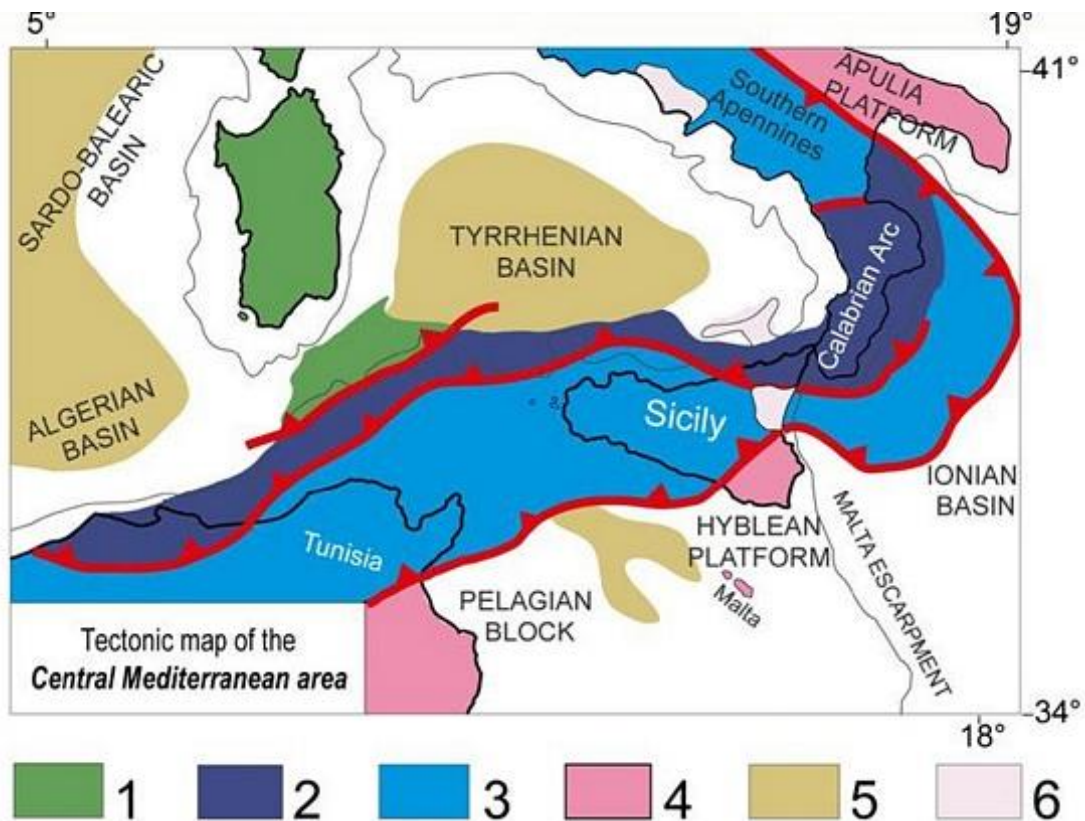 5°
19°
41°
SARDO-BALEARIC
BASIN
Southern
Apennines
APULIA
PLATFORM
TYRRHENIAN
BASIN
Calabrian Arc
ALGERIAN
BASIN
Sicily
IONIAN
BASIN
HYBLEAN
PLATFORM
MALTA ESCARPMENT
Tunisia
Malta
PELAGIAN
BLOCK
Tectonic map of the
Central Mediterranean area
34°
18°
1 2 3 4 5 6